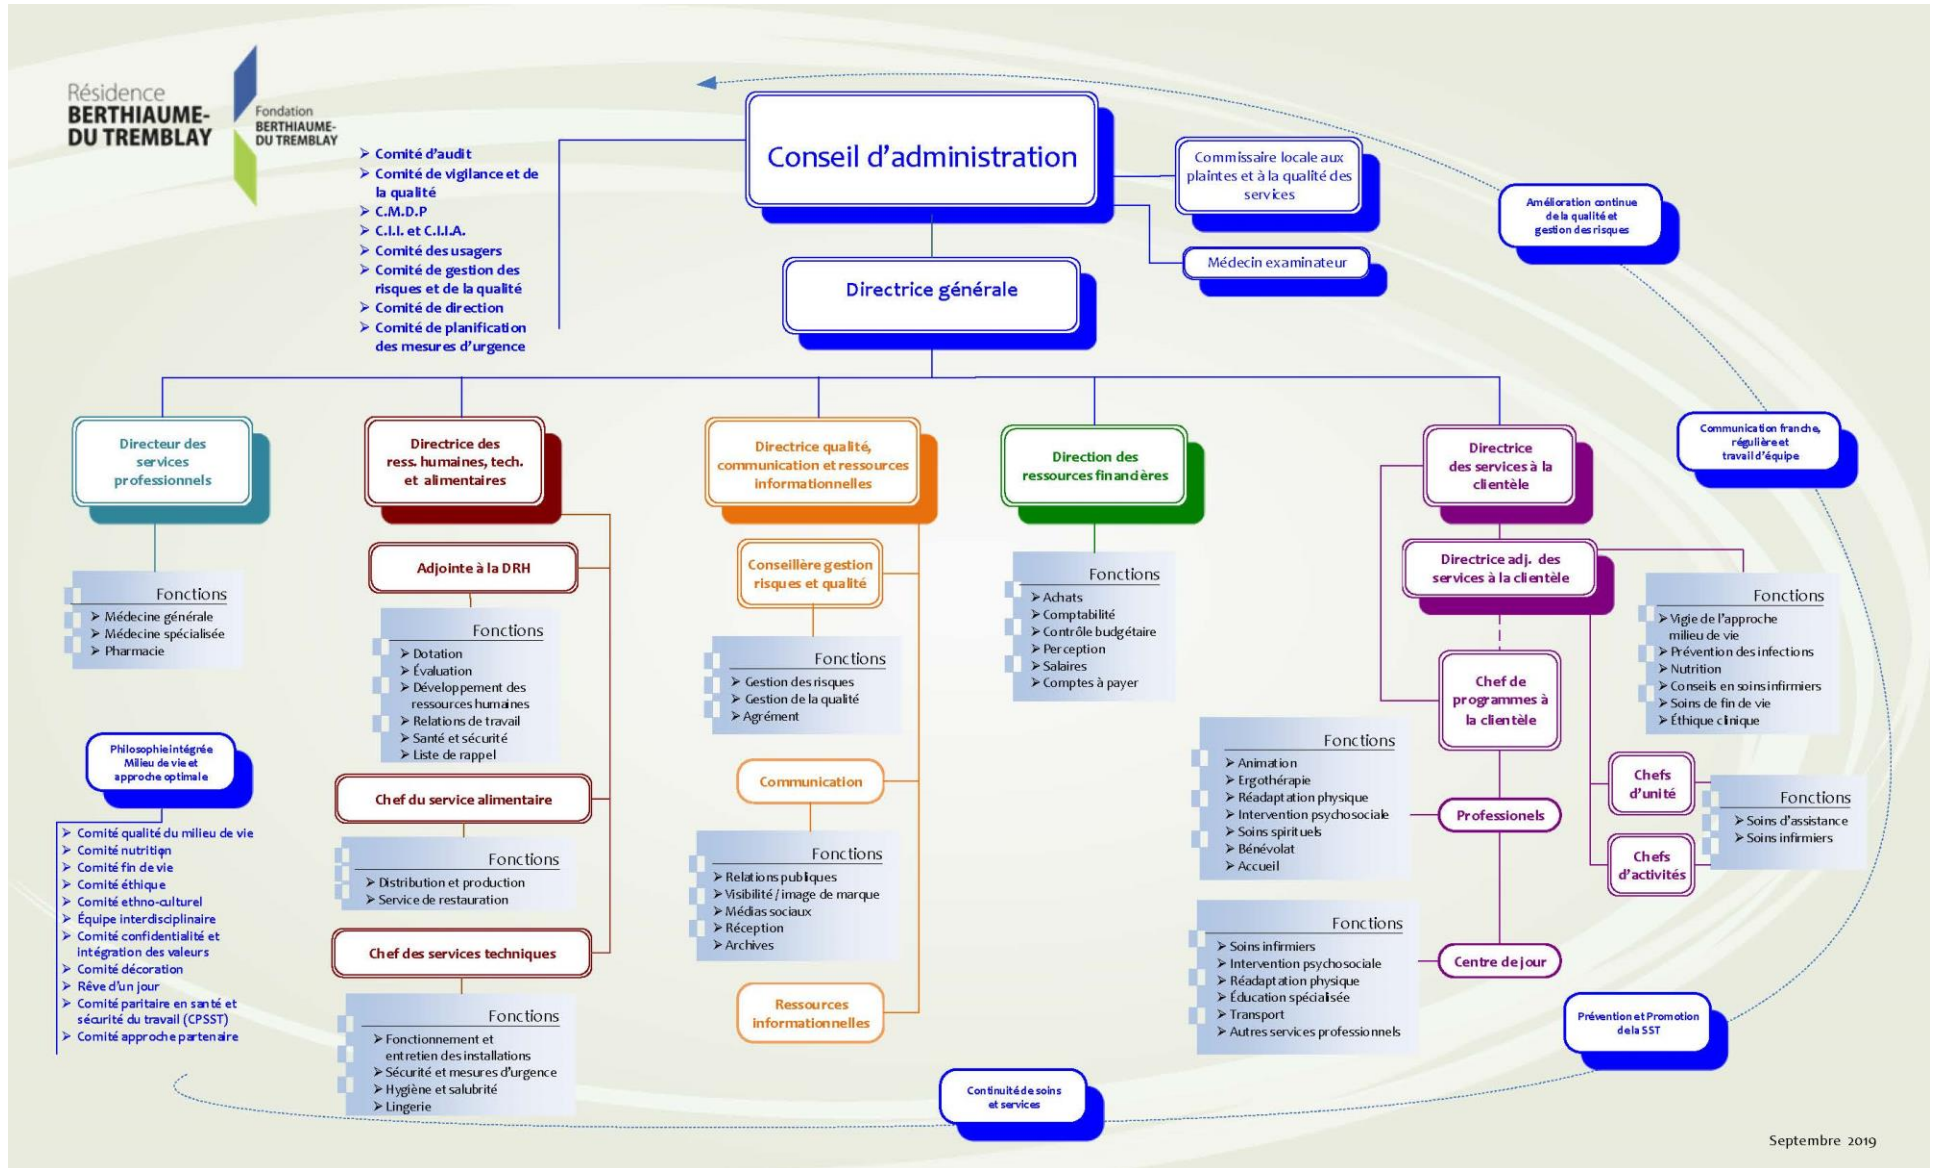 Résidence
BERTHIAUME-
DU TREMBLAY
Fondation
BERTHIAUME-
DU TREMBLAY
➢ Comité d'audit
➢ Comité de vigilance et de
la qualité
➢ C.M.D.P
➢ C.I.I. et C.I.I.A.
➢ Comité des usagers
➢ Comité de gestion des
risques et de la qualité
➢ Comité de direction
➢ Comité de planification
des mesures d'urgence
Conseil d'administration
Commissaire locale aux
plaintes et à la qualité des
services
Médecin examinateur
Directrice générale
Amélioration continue
de la qualité et
gestion des risques
Communication franche,
régulière et
travail d'équipe
Directeur des
services
professionnels
Fonctions
➢ Médecine générale
➢ Médecine spécialisée
➢ Pharmacie
Philosophie intégrée
Milieu de vie et
approche optimale
➢ Comité qualité du milieu de vie
➢ Comité nutrition
➢ Comité fin de vie
➢ Comité éthique
➢ Comité ethno-culturel
➢ Équipe interdisciplinaire
➢ Comité confidentialité et
intégration des valeurs
➢ Comité décoration
➢ Rêve d'un jour
➢ Comité paritaire en santé et
sécurité du travail (CPSST)
➢ Comité approche partenaire
Directrice des
ress. humaines, tech.
et alimentaires
Adjointe à la DRH
Fonctions
➢ Dotation
➢ Évaluation
➢ Développement des
ressources humaines
➢ Relations de travail
➢ Santé et sécurité
➢ Liste de rappel
Chef du service alimentaire
Fonctions
➢ Distribution et production
➢ Service de restauration
Chef des services techniques
Fonctions
➢ Fonctionnement et
entretien des installations
➢ Sécurité et mesures d'urgence
➢ Hygiène et salubrité
➢ Lingerie
Directrice qualité,
communication et ressources
informationnelles
Conseillère gestion
risques et qualité
Fonctions
➢ Gestion des risques
➢ Gestion de la qualité
➢ Agrément
Communication
Fonctions
➢ Relations publiques
➢ Visibilité / image de marque
➢ Médias sociaux
➢ Réception
➢ Archives
Ressources
informationnelles
Direction des
ressources financières
Fonctions
➢ Achats
➢ Comptabilité
➢ Contrôle budgétaire
➢ Perception
➢ Salaires
➢ Comptes à payer
Directrice
des services à la
clientèle
Directrice adj. des
services à la clientèle
Fonctions
➢ Vigie de l'approche
milieu de vie
➢ Prévention des infections
➢ Nutrition
➢ Conseils en soins infirmiers
➢ Soins de fin de vie
➢ Éthique clinique
Chef de
programmes à
la clientèle
Fonctions
➢ Animation
➢ Ergothérapie
➢ Réadaptation physique
➢ Intervention psychosociale
➢ Soins spirituels
➢ Bénévolat
➢ Accueil
Professionels
Chefs
d'unité
Chefs
d'activités
Fonctions
➢ Soins d'assistance
➢ Soins infirmiers
Fonctions
➢ Soins infirmiers
➢ Intervention psychosociale
➢ Réadaptation physique
➢ Éducation spécialisée
➢ Transport
➢ Autres services professionnels
Centre de jour
Prévention et Promotion
de la SST
Continuité de soins
et services
Septembre 2019